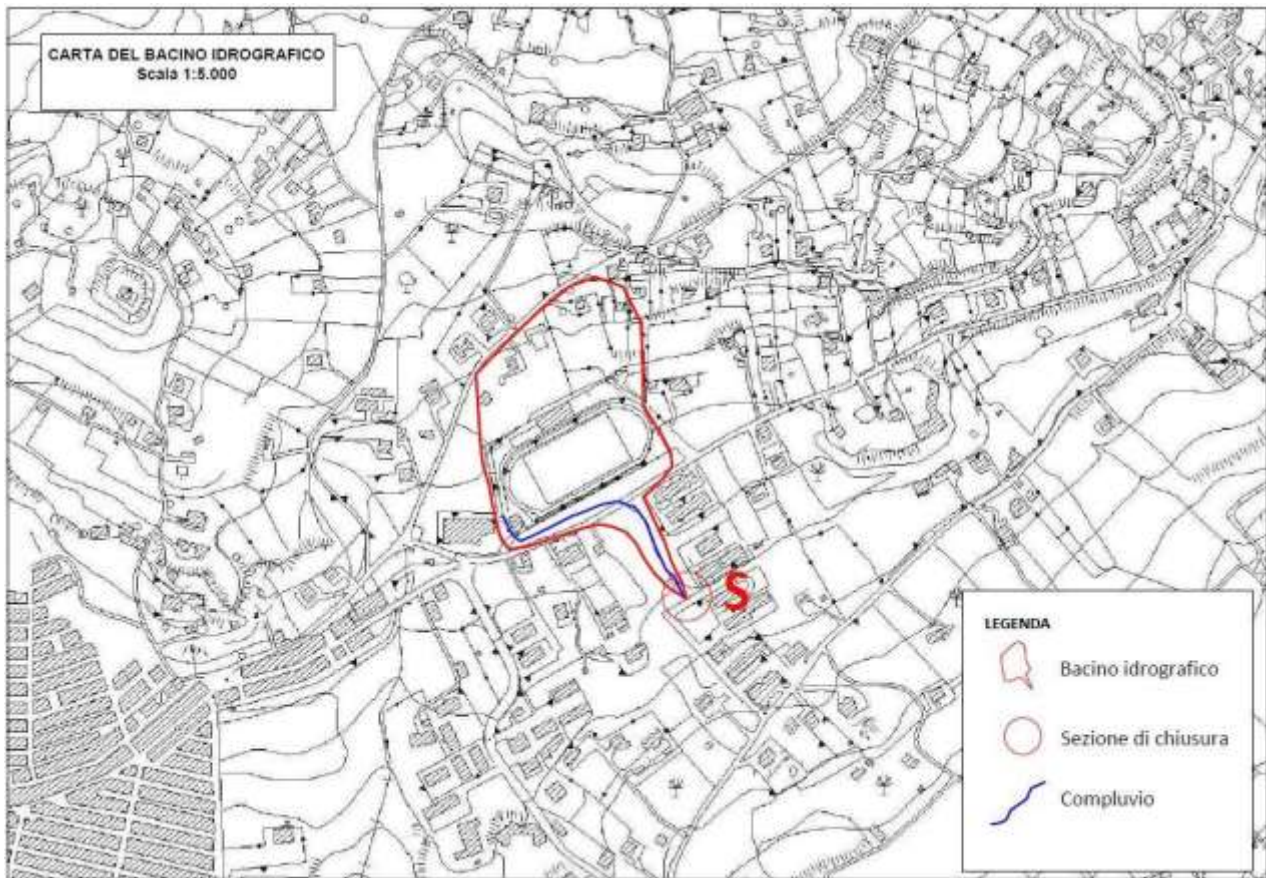 CARTA DEL BACINO IDROGRAFICO
Scala 1:5.000
S
LEGENDA
Bacino idrografico
Sezione di chiusura
Compluvio